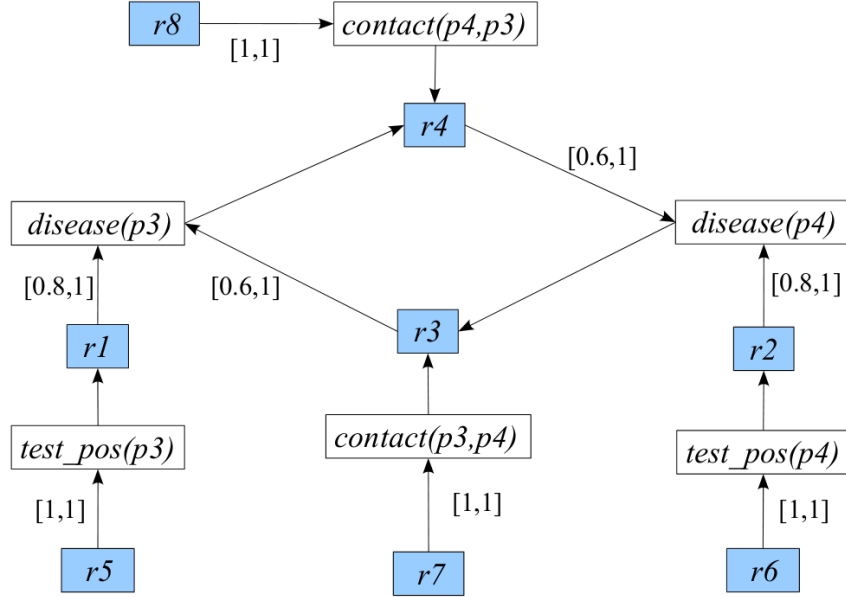 r8
[1,1]
contact(p4,p3)
r4
[0.6,1]
disease(p3)
disease(p4)
[0.8,1]
[0.6,1]
[0.8,1]
r1
r3
r2
test_pos(p3)
contact(p3,p4)
test_pos(p4)
[1,1]
[1,1]
[1,1]
r5
r7
r6